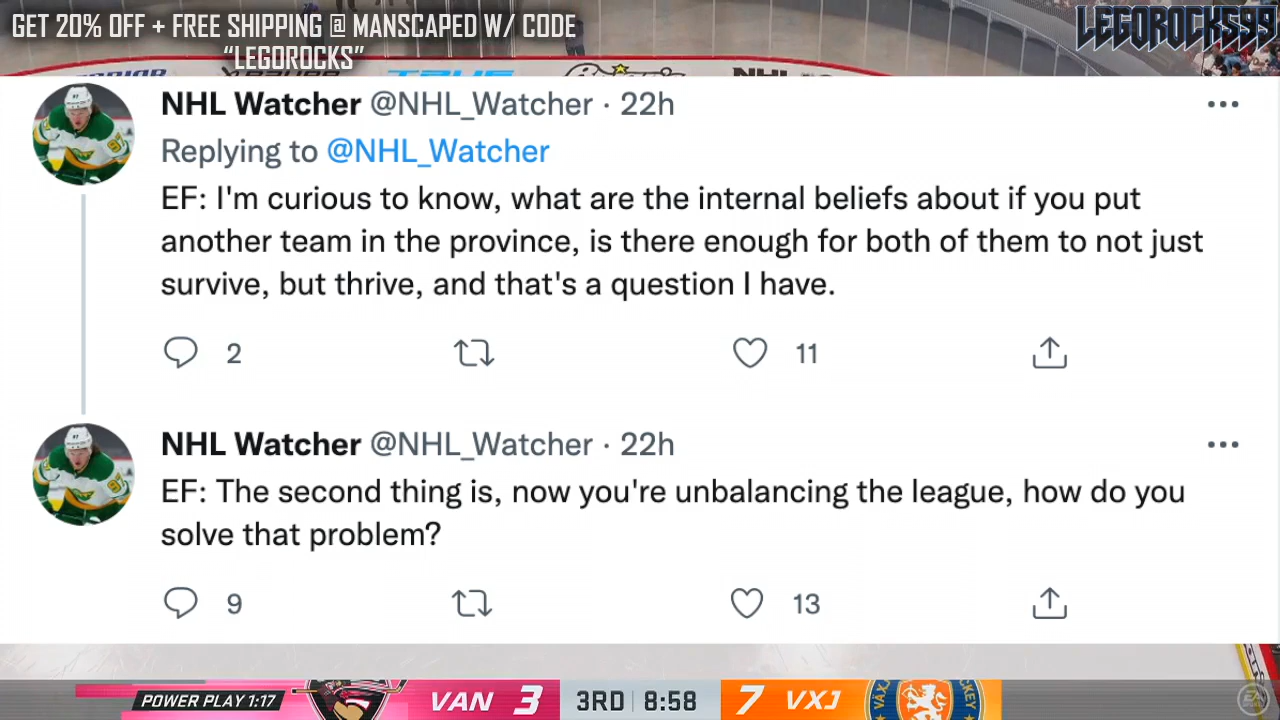 GET 20% OFF + FREE SHIPPING @ MANSCAPED W/ CODE
"LEGOROCKS"
LEGOROCKS99
NHL Watcher @NHL_Watcher · 22h
Replying to @NHL_Watcher
EF: I'm curious to know, what are the internal beliefs about if you put
another team in the province, is there enough for both of them to not just
survive, but thrive, and that's a question I have.
2 11
NHL Watcher @NHL_Watcher · 22h
EF: The second thing is, now you're unbalancing the league, how do you
solve that problem?
9 13
POWER PLAY 1:17 VAN 3 3RD 8:58 7 VXJ